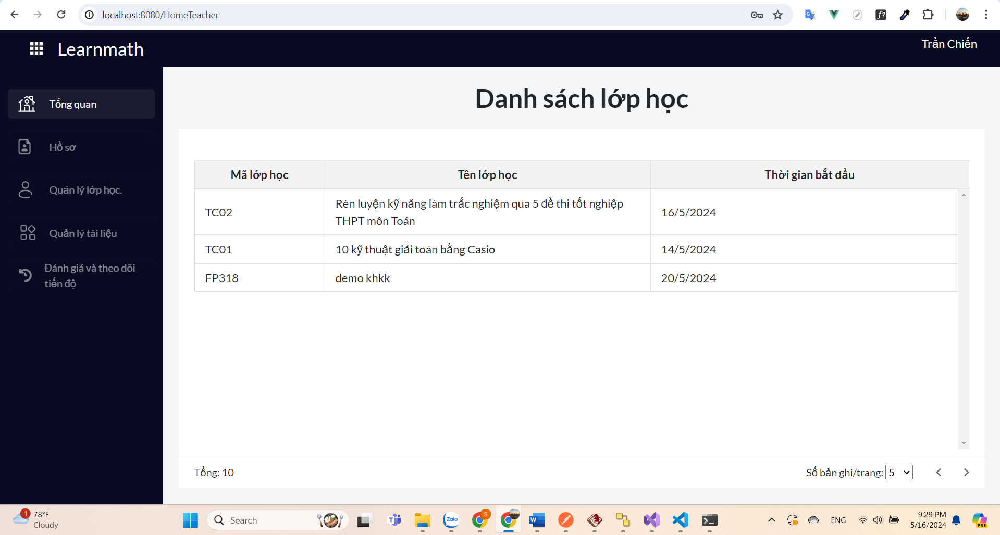 localhost:8080/HomeTeacher
Learnmath
Trần Chiến
Tổng quan
Hồ sơ
Quản lý lớp học.
Quản lý tài liệu
Đánh giá và theo dõi
tiến độ
Danh sách lớp học
Mã lớp học Tên lớp học Thời gian bắt đầu
TC02 Rèn luyện kỹ năng làm trắc nghiệm qua 5 đề thi tốt nghiệp THPT môn Toán 16/5/2024
TC01 10 kỹ thuật giải toán bằng Casio 14/5/2024
FP318 demo khkk 20/5/2024
Tổng: 10
Số bản ghi/trang: 5
1
78°F
Cloudy
Search
Zalo
S
ENG
9:29 PM
5/16/2024
PRE